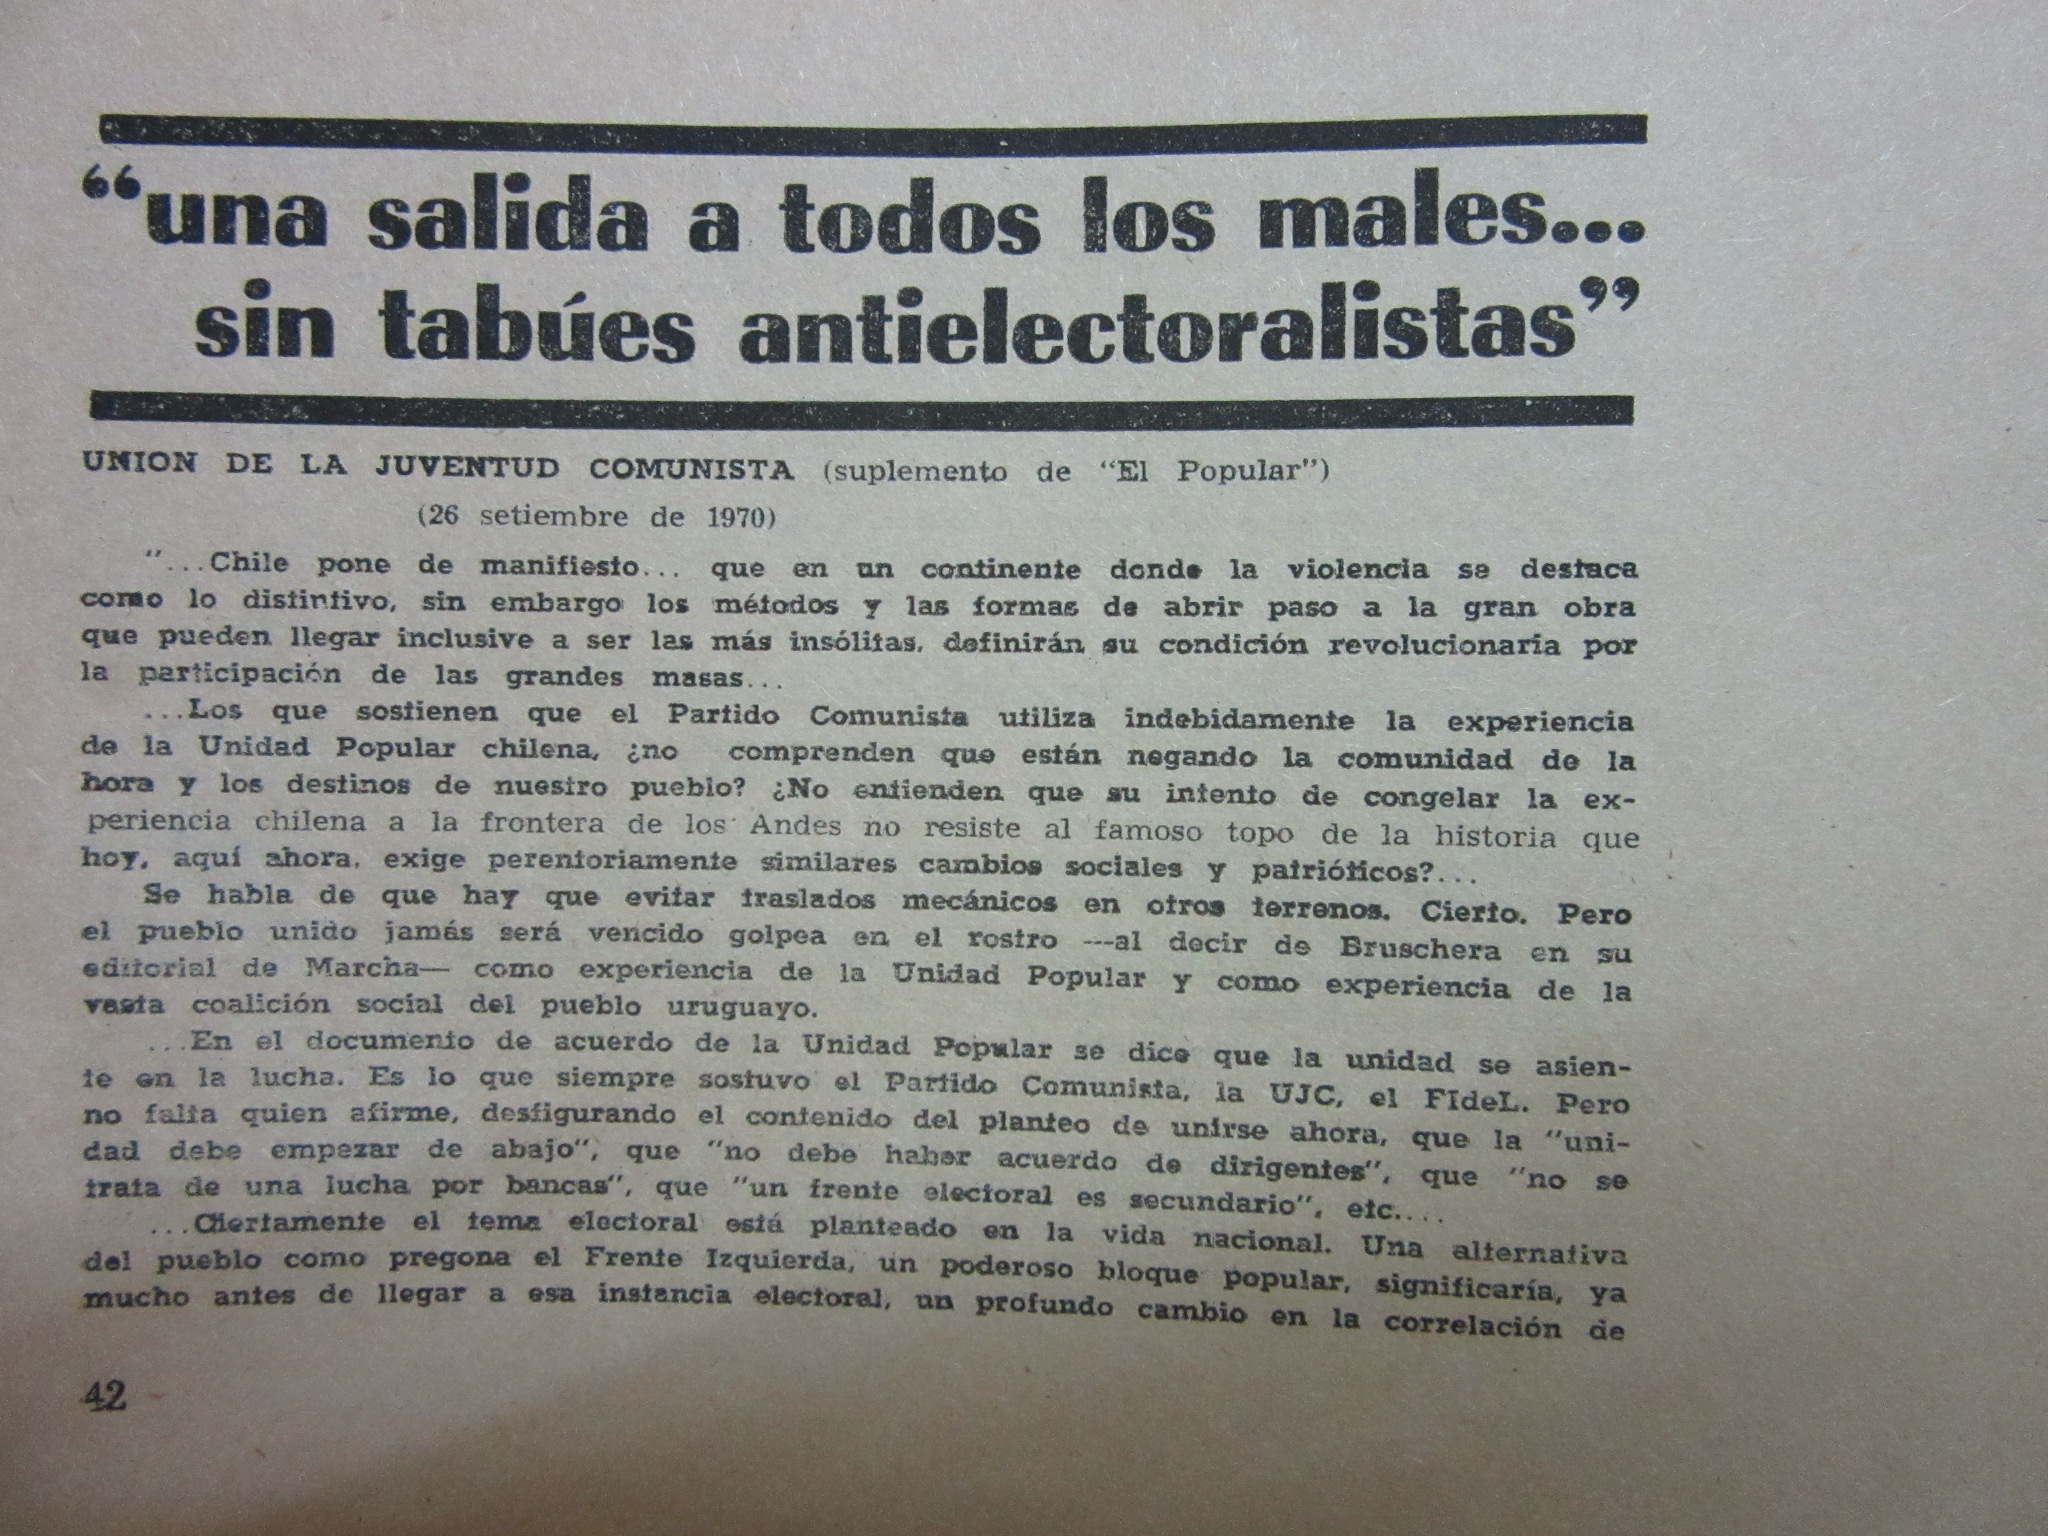 “una salida a todos los males...
sin tabúes antielectoralistas”
UNION DE LA JUVENTUD COMUNISTA (suplemento de "El Popular")
(26 setiembre de 1970)
"...Chile pone de manifiesto... que en un continente donde la violencia se destaca
como lo distintivo, sin embargo los métodos y las formas de abrir paso a la gran obra
que pueden llegar inclusive a ser las más insólitas, definirán su condición revolucionaria por
la participación de las grandes masas...
...Los que sostienen que el Partido Comunista utiliza indebidamente la experiencia
de la Unidad Popular chilena, ¿no comprenden que están negando la comunidad de la
hora y los destinos de nuestro pueblo? ¿No entienden que su intento de congelar la ex-
periencia chilena a la frontera de los Andes no resiste al famoso topo de la historia que
hoy, aquí ahora, exige perentoriamente similares cambios sociales y patrióticos?...
Se habla de que hay que evitar traslados mecánicos en otros terrenos. Cierto. Pero
el pueblo unido jamás será vencido golpea en el rostro —al decir de Bruschera en su
editorial de Marcha— como experiencia de la Unidad Popular y como experiencia de la
vasta coalición social del pueblo uruguayo.
...En el documento de acuerdo de la Unidad Popular se dice que la unidad se asien-
te en la lucha. Es lo que siempre sostuvo el Partido Comunista, la UJC, el FIdeL. Pero
no falta quien afirme, desfigurando el contenido del planteo de unirse ahora, que la "uni-
dad debe empezar de abajo", que "no debe haber acuerdo de dirigentes", que "no se
trata de una lucha por bancas", que "un frente electoral es secundario", etc....
...Ciertamente el tema electoral está planteado en la vida nacional. Una alternativa
del pueblo como pregona el Frente Izquierda, un poderoso bloque popular, significaría, ya
mucho antes de llegar a esa instancia electoral, un profundo cambio en la correlación de
42